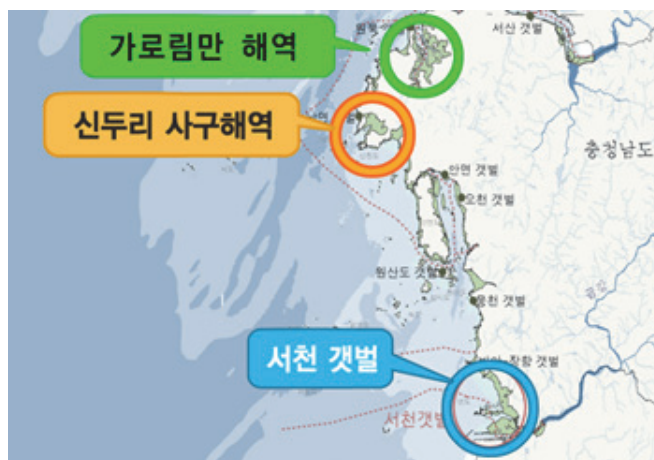 가로림만 해역
서산 갯벌
신두리 사구해역
충청남도
안면 갯벌
오천 갯벌
원산도 갯벌
웅천 갯벌
서천 갯벌
장항 갯벌
서천갯벌